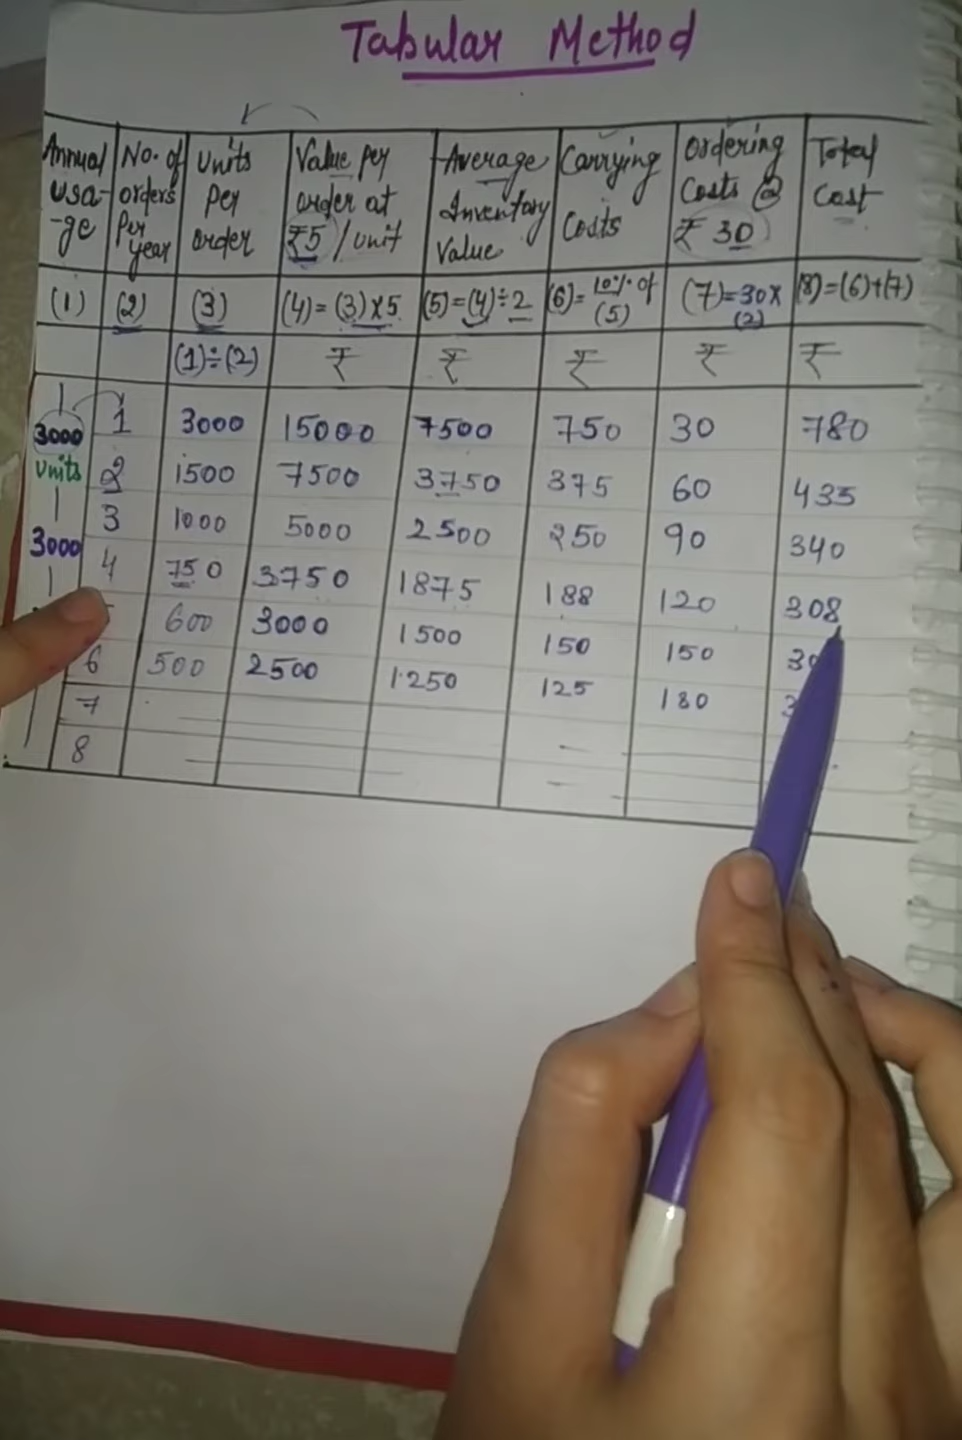 Tabular Method
Annual Usa--ge | No. of orders Per year | Units Per order | Value per order at ₹5/unit | Average Inventory Value | Carrying Costs | Ordering Costs @ ₹ 30 | Total Cost
(1) | (2) | (3) | (4)=(3)×5 | (5)=(4)÷2 | (6)=10% of (5) | (7)=30×(2) | (8)=(6)+(7)
(1)÷(2) | ₹ | ₹ | ₹ | ₹ | ₹
3000 | 1 | 3000 | 15000 | 7500 | 750 | 30 | 780
Units | 2 | 1500 | 7500 | 3750 | 375 | 60 | 435
3 | 1000 | 5000 | 2500 | 250 | 90 | 340
3000 | 4 | 750 | 3750 | 1875 | 188 | 120 | 308
600 | 3000 | 1500 | 150 | 150
6 | 500 | 2500 | 1250 | 125 | 180
7
8